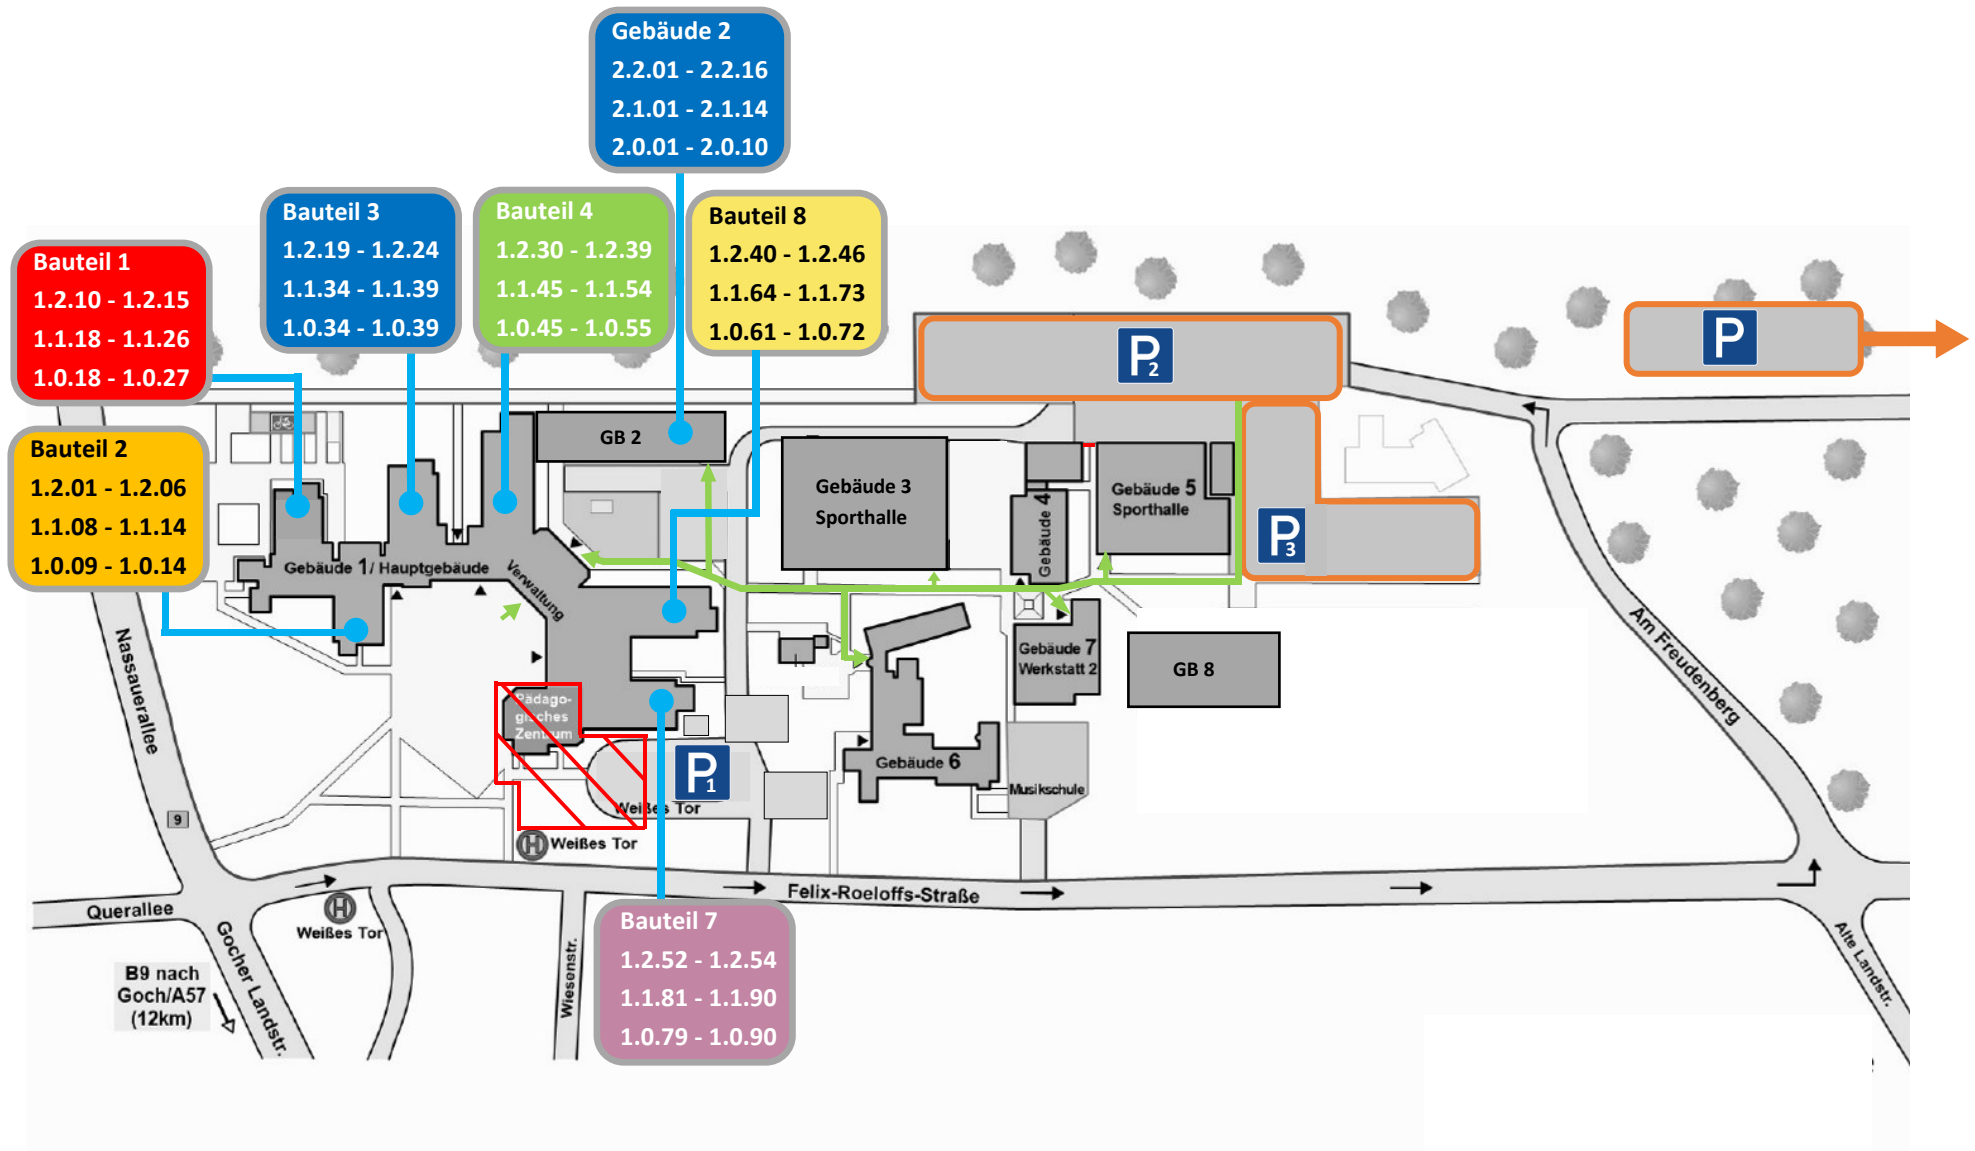 Gebäude 2
2.2.01 - 2.2.16
2.1.01 - 2.1.14
2.0.01 - 2.0.10
Bauteil 3
1.2.19 - 1.2.24
1.1.34 - 1.1.39
1.0.34 - 1.0.39
Bauteil 4
1.2.30 - 1.2.39
1.1.45 - 1.1.54
1.0.45 - 1.0.55
Bauteil 8
1.2.40 - 1.2.46
1.1.64 - 1.1.73
1.0.61 - 1.0.72
Bauteil 1
1.2.10 - 1.2.15
1.1.18 - 1.1.26
1.0.18 - 1.0.27
Bauteil 2
1.2.01 - 1.2.06
1.1.08 - 1.1.14
1.0.09 - 1.0.14
P2
P
GB 2
Gebäude 3
Sporthalle
Gebäude 4
Gebäude 5
Sporthalle
P3
Gebäude 1/ Hauptgebäude
Verwaltung
Gebäude 7
Werkstatt 2
GB 8
Pädago-
gisches
Zentrum
P1
Weißes Tor
Gebäude 6
Musikschule
Nassauerallee
Am Freudenberg
9
H Weißes Tor
Felix-Roeloffs-Straße
Querallee
H
Weißes Tor
Gocher Landstr.
B9 nach
Goch/A57
(12km)
Wiesenstr.
Alte Landstr.
Bauteil 7
1.2.52 - 1.2.54
1.1.81 - 1.1.90
1.0.79 - 1.0.90